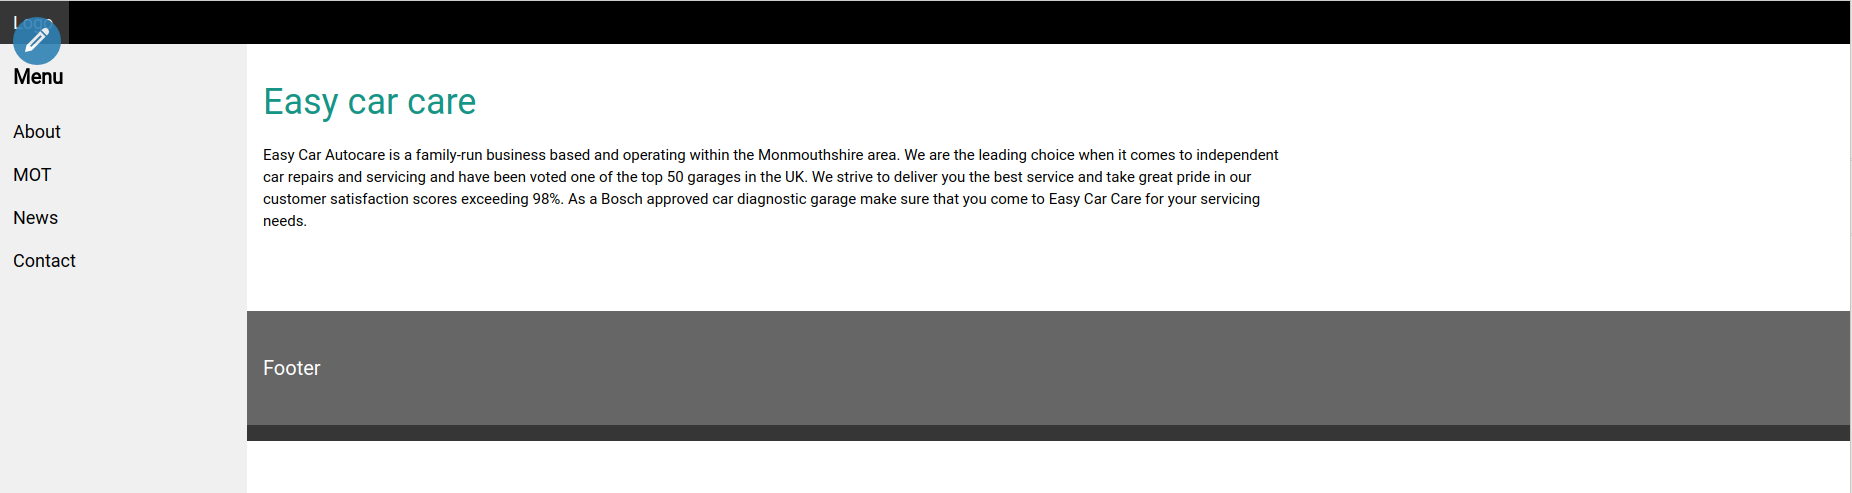 Logo
Menu
About
MOT
News
Contact
Easy car care
Easy Car Autocare is a family-run business based and operating within the Monmouthshire area. We are the leading choice when it comes to independent
car repairs and servicing and have been voted one of the top 50 garages in the UK. We strive to deliver you the best service and take great pride in our
customer satisfaction scores exceeding 98%. As a Bosch approved car diagnostic garage make sure that you come to Easy Car Care for your servicing
needs.
Footer